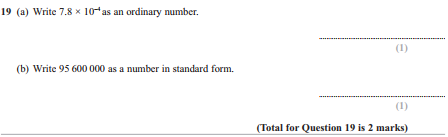 19 (a) Write 7.8 × 10⁻⁴ as an ordinary number.
(1)
(b) Write 95 600 000 as a number in standard form.
(1)
(Total for Question 19 is 2 marks)